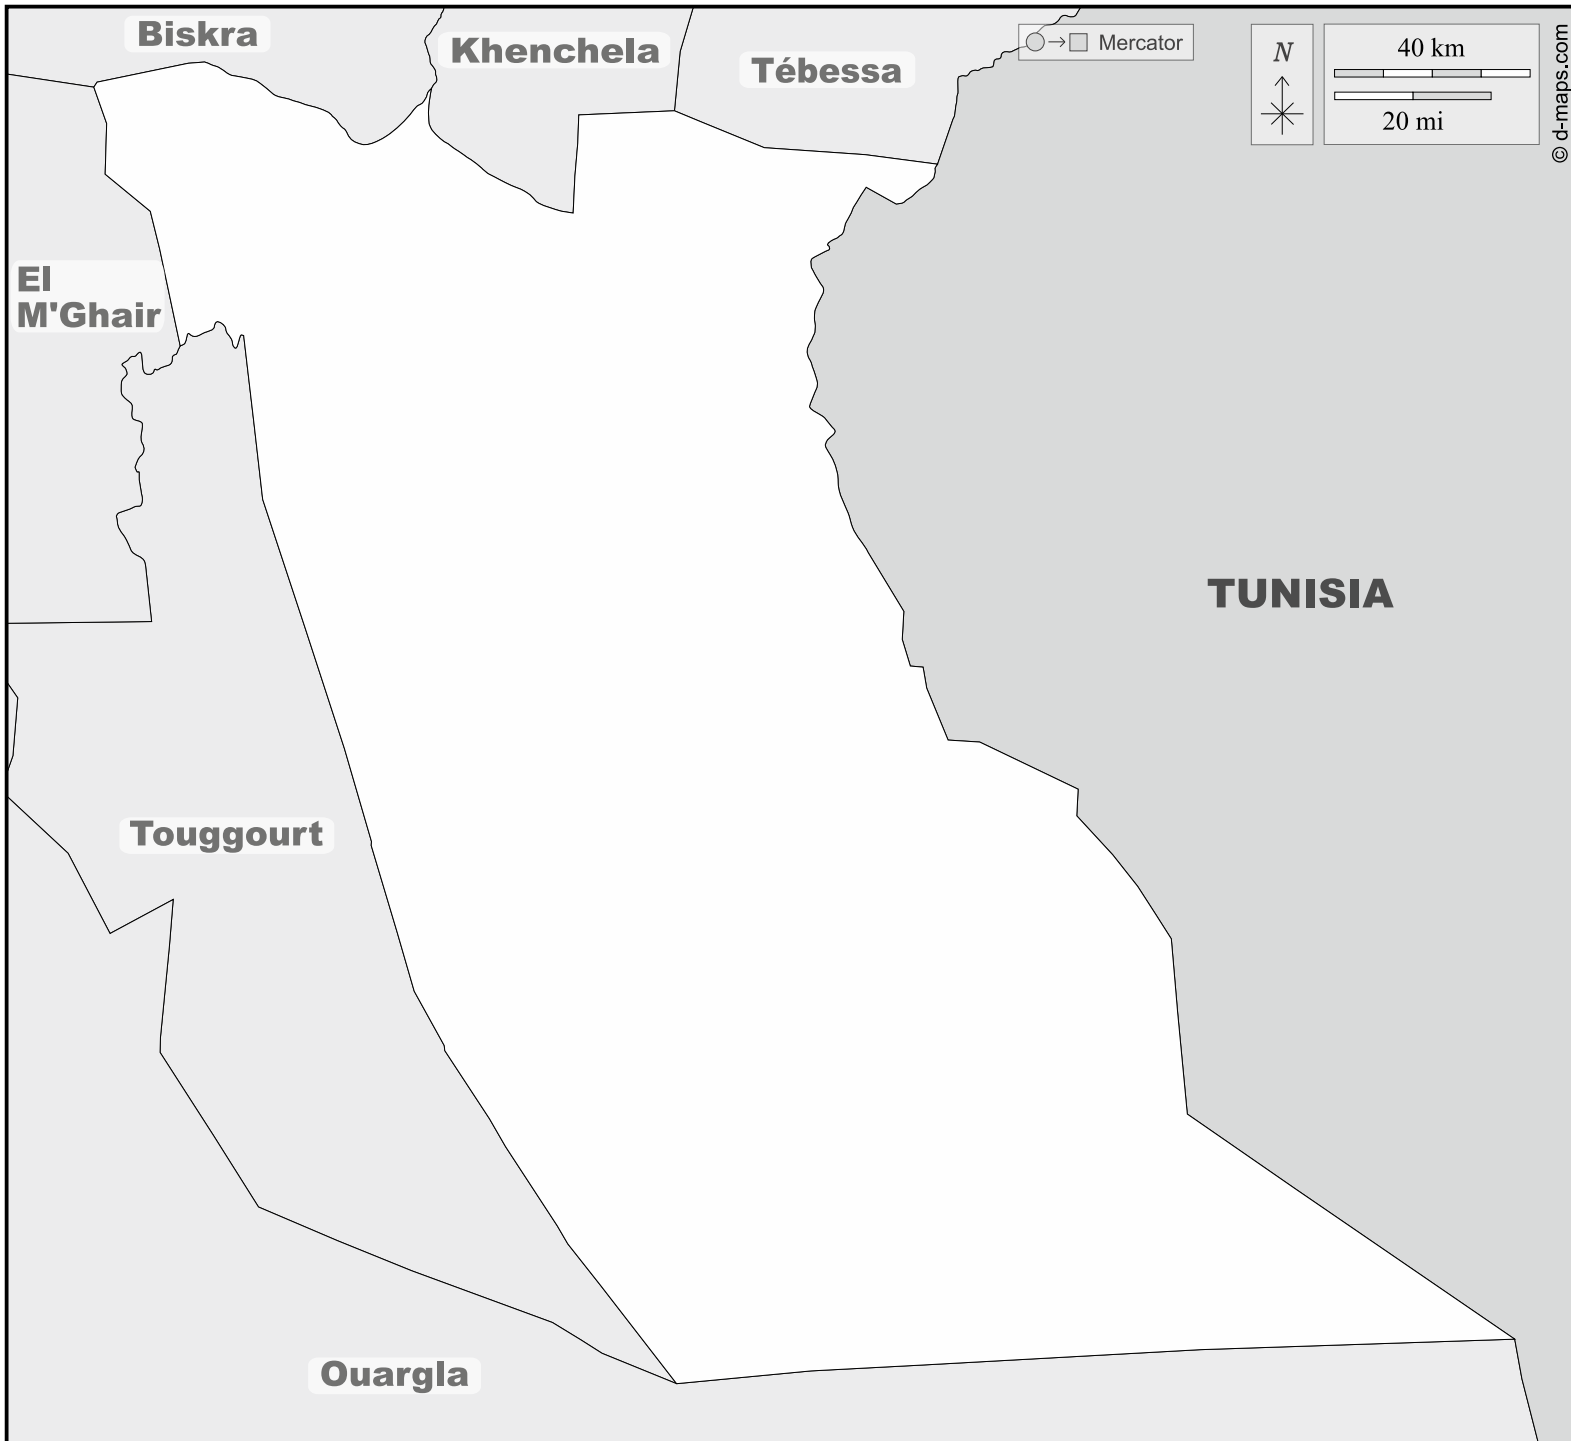 Biskra
Khenchela
Tébessa
Mercator
N
40 km
20 mi
© d-maps.com
El
M'Ghair
TUNISIA
Touggourt
Ouargla